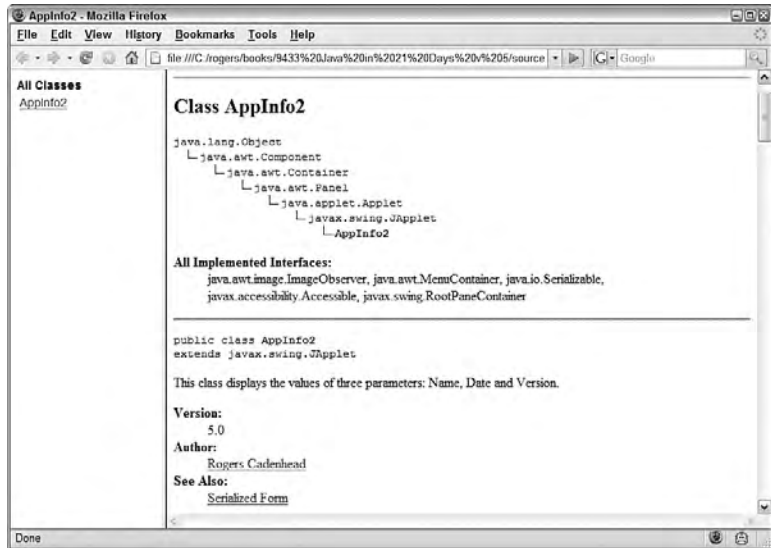 AppInfo2 - Mozilla Firefox
File Edit View History Bookmarks Tools Help
file:///C:/rogers/books/9433%20Java%20in%2021%20Days%20v%205/source
G Google
All Classes
AppInfo2
Class AppInfo2
java.lang.Object
java.awt.Component
java.awt.Container
java.awt.Panel
java.applet.Applet
javax.swing.JApplet
AppInfo2
All Implemented Interfaces:
java.awt.image.ImageObserver, java.awt.MenuContainer, java.io.Serializable,
javax.accessibility.Accessible, javax.swing.RootPaneContainer
public class AppInfo2
extends javax.swing.JApplet
This class displays the values of three parameters: Name, Date and Version.
Version:
5.0
Author:
Rogers Cadenhead
See Also:
Serialized Form
Done